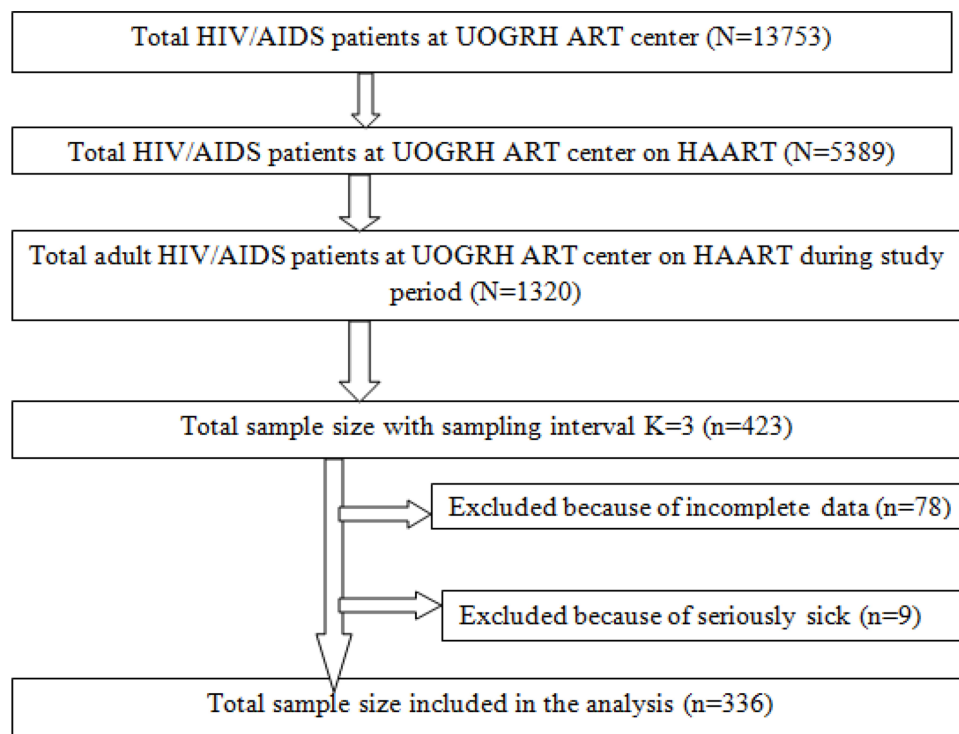 Total HIV/AIDS patients at UOGRH ART center (N=13753)
Total HIV/AIDS patients at UOGRH ART center on HAART (N=5389)
Total adult HIV/AIDS patients at UOGRH ART center on HAART during study
period (N=1320)
Total sample size with sampling interval K=3 (n=423)
Excluded because of incomplete data (n=78)
Excluded because of seriously sick (n=9)
Total sample size included in the analysis (n=336)